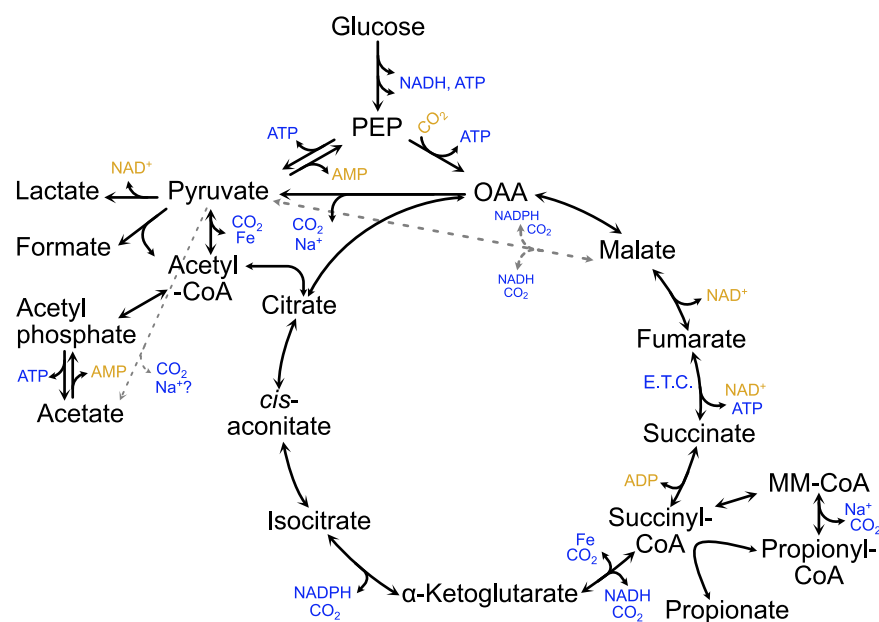 Glucose
NADH, ATP
PEP
CO2
ATP
ATP
AMP
NAD+
Lactate
Pyruvate
OAA
CO2
Fe
CO2
Na+
NADPH
CO2
Formate
Malate
Acetyl
-CoA
NADH
CO2
Citrate
NAD+
Acetyl
phosphate
Fumarate
ATP
AMP
CO2
Na+?
E.T.C.
NAD+
ATP
Acetate
cis-
aconitate
Succinate
ADP
MM-CoA
Na+
CO2
Isocitrate
Succinyl-
CoA
Fe
CO2
Propionyl-
CoA
NADPH
CO2
α-Ketoglutarate
NADH
CO2
Propionate